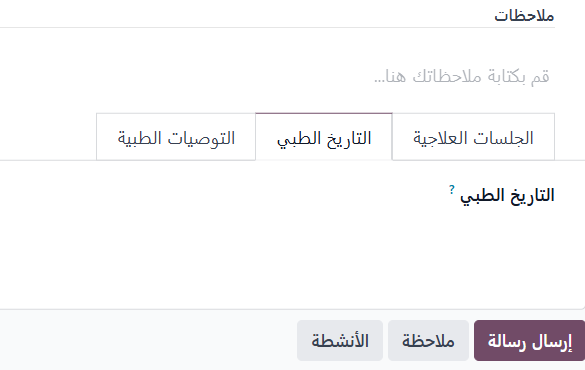 ملاحظات
قم بكتابة ملاحظاتك هنا...
الجلسات العلاجية التاريخ الطبي التوصيات الطبية
التاريخ الطبي ?
إرسال رسالة ملاحظة الأنشطة